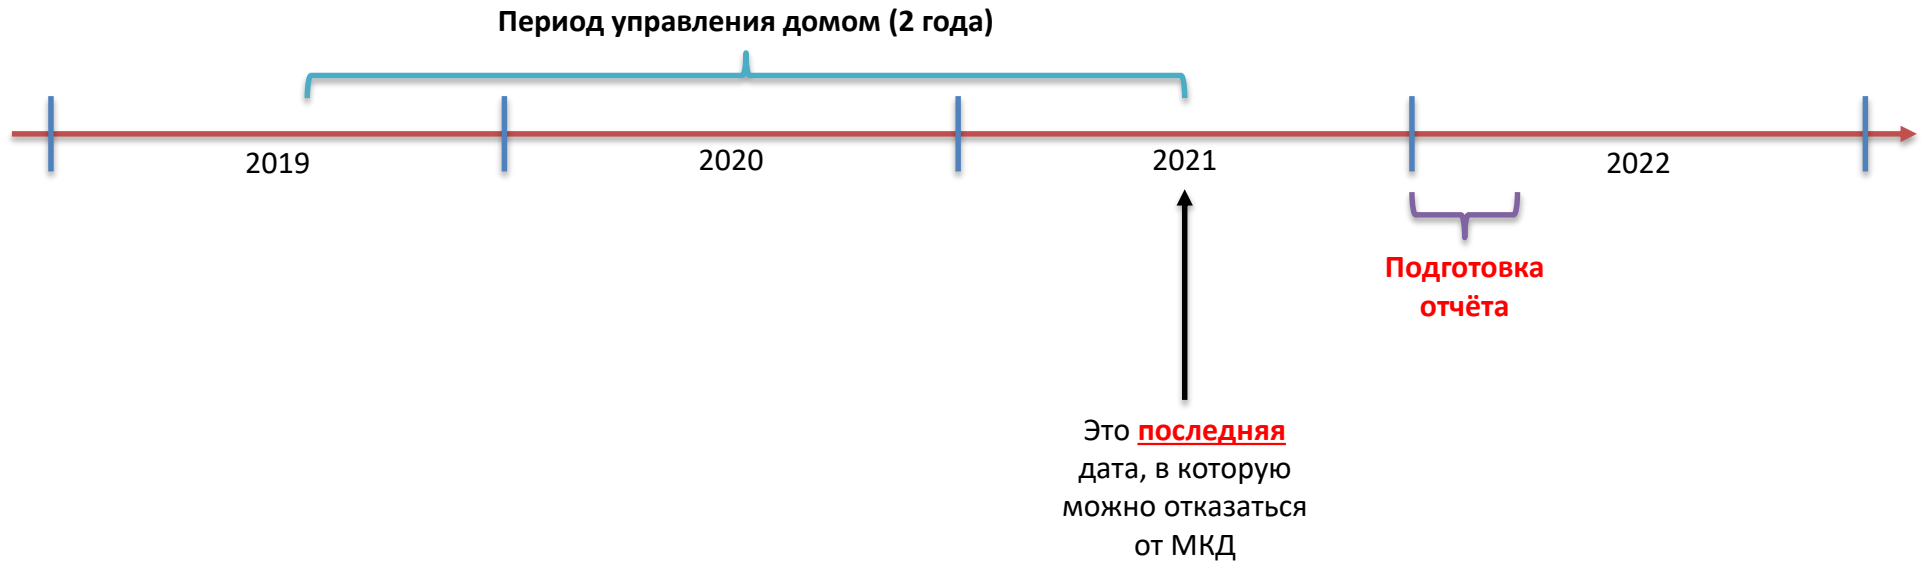 Период управления домом (2 года)
2019
2020
2021
2022
Подготовка
отчёта
Это последняя
дата, в которую
можно отказаться
от МКД